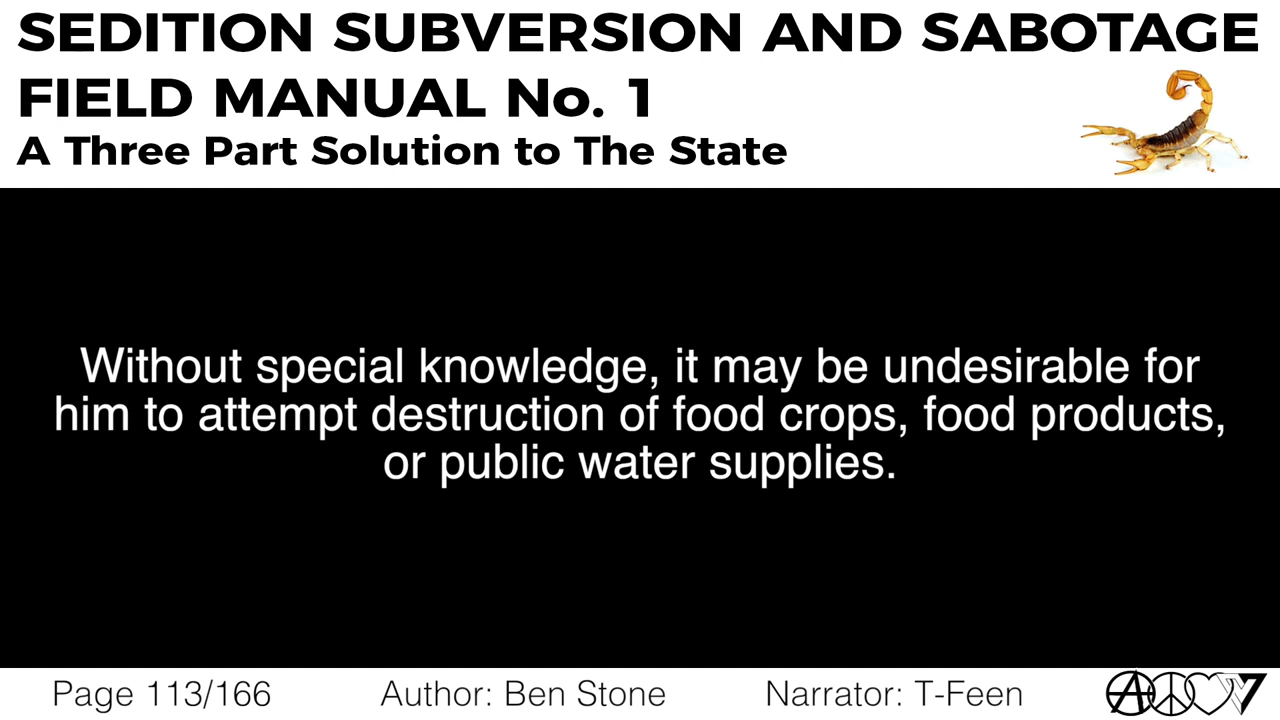 SEDITION SUBVERSION AND SABOTAGE
FIELD MANUAL No. 1
A Three Part Solution to The State
Without special knowledge, it may be undesirable for
him to attempt destruction of food crops, food products,
or public water supplies.
Page 113/166 Author: Ben Stone Narrator: T-Feen